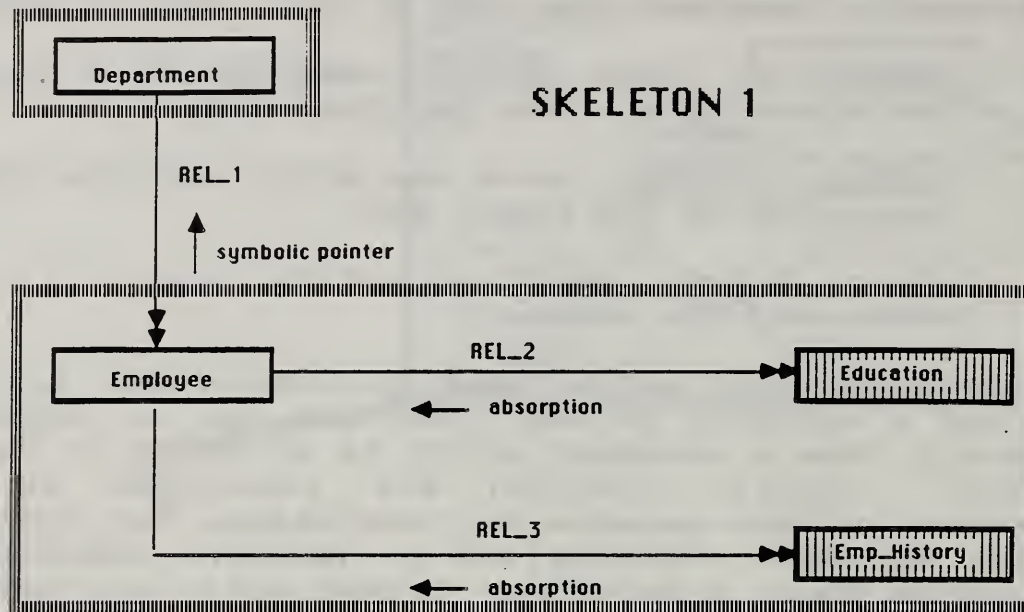 Department
SKELETON 1
REL_1
symbolic pointer
REL_2
Employee
Education
absorption
REL_3
Emp_History
absorption